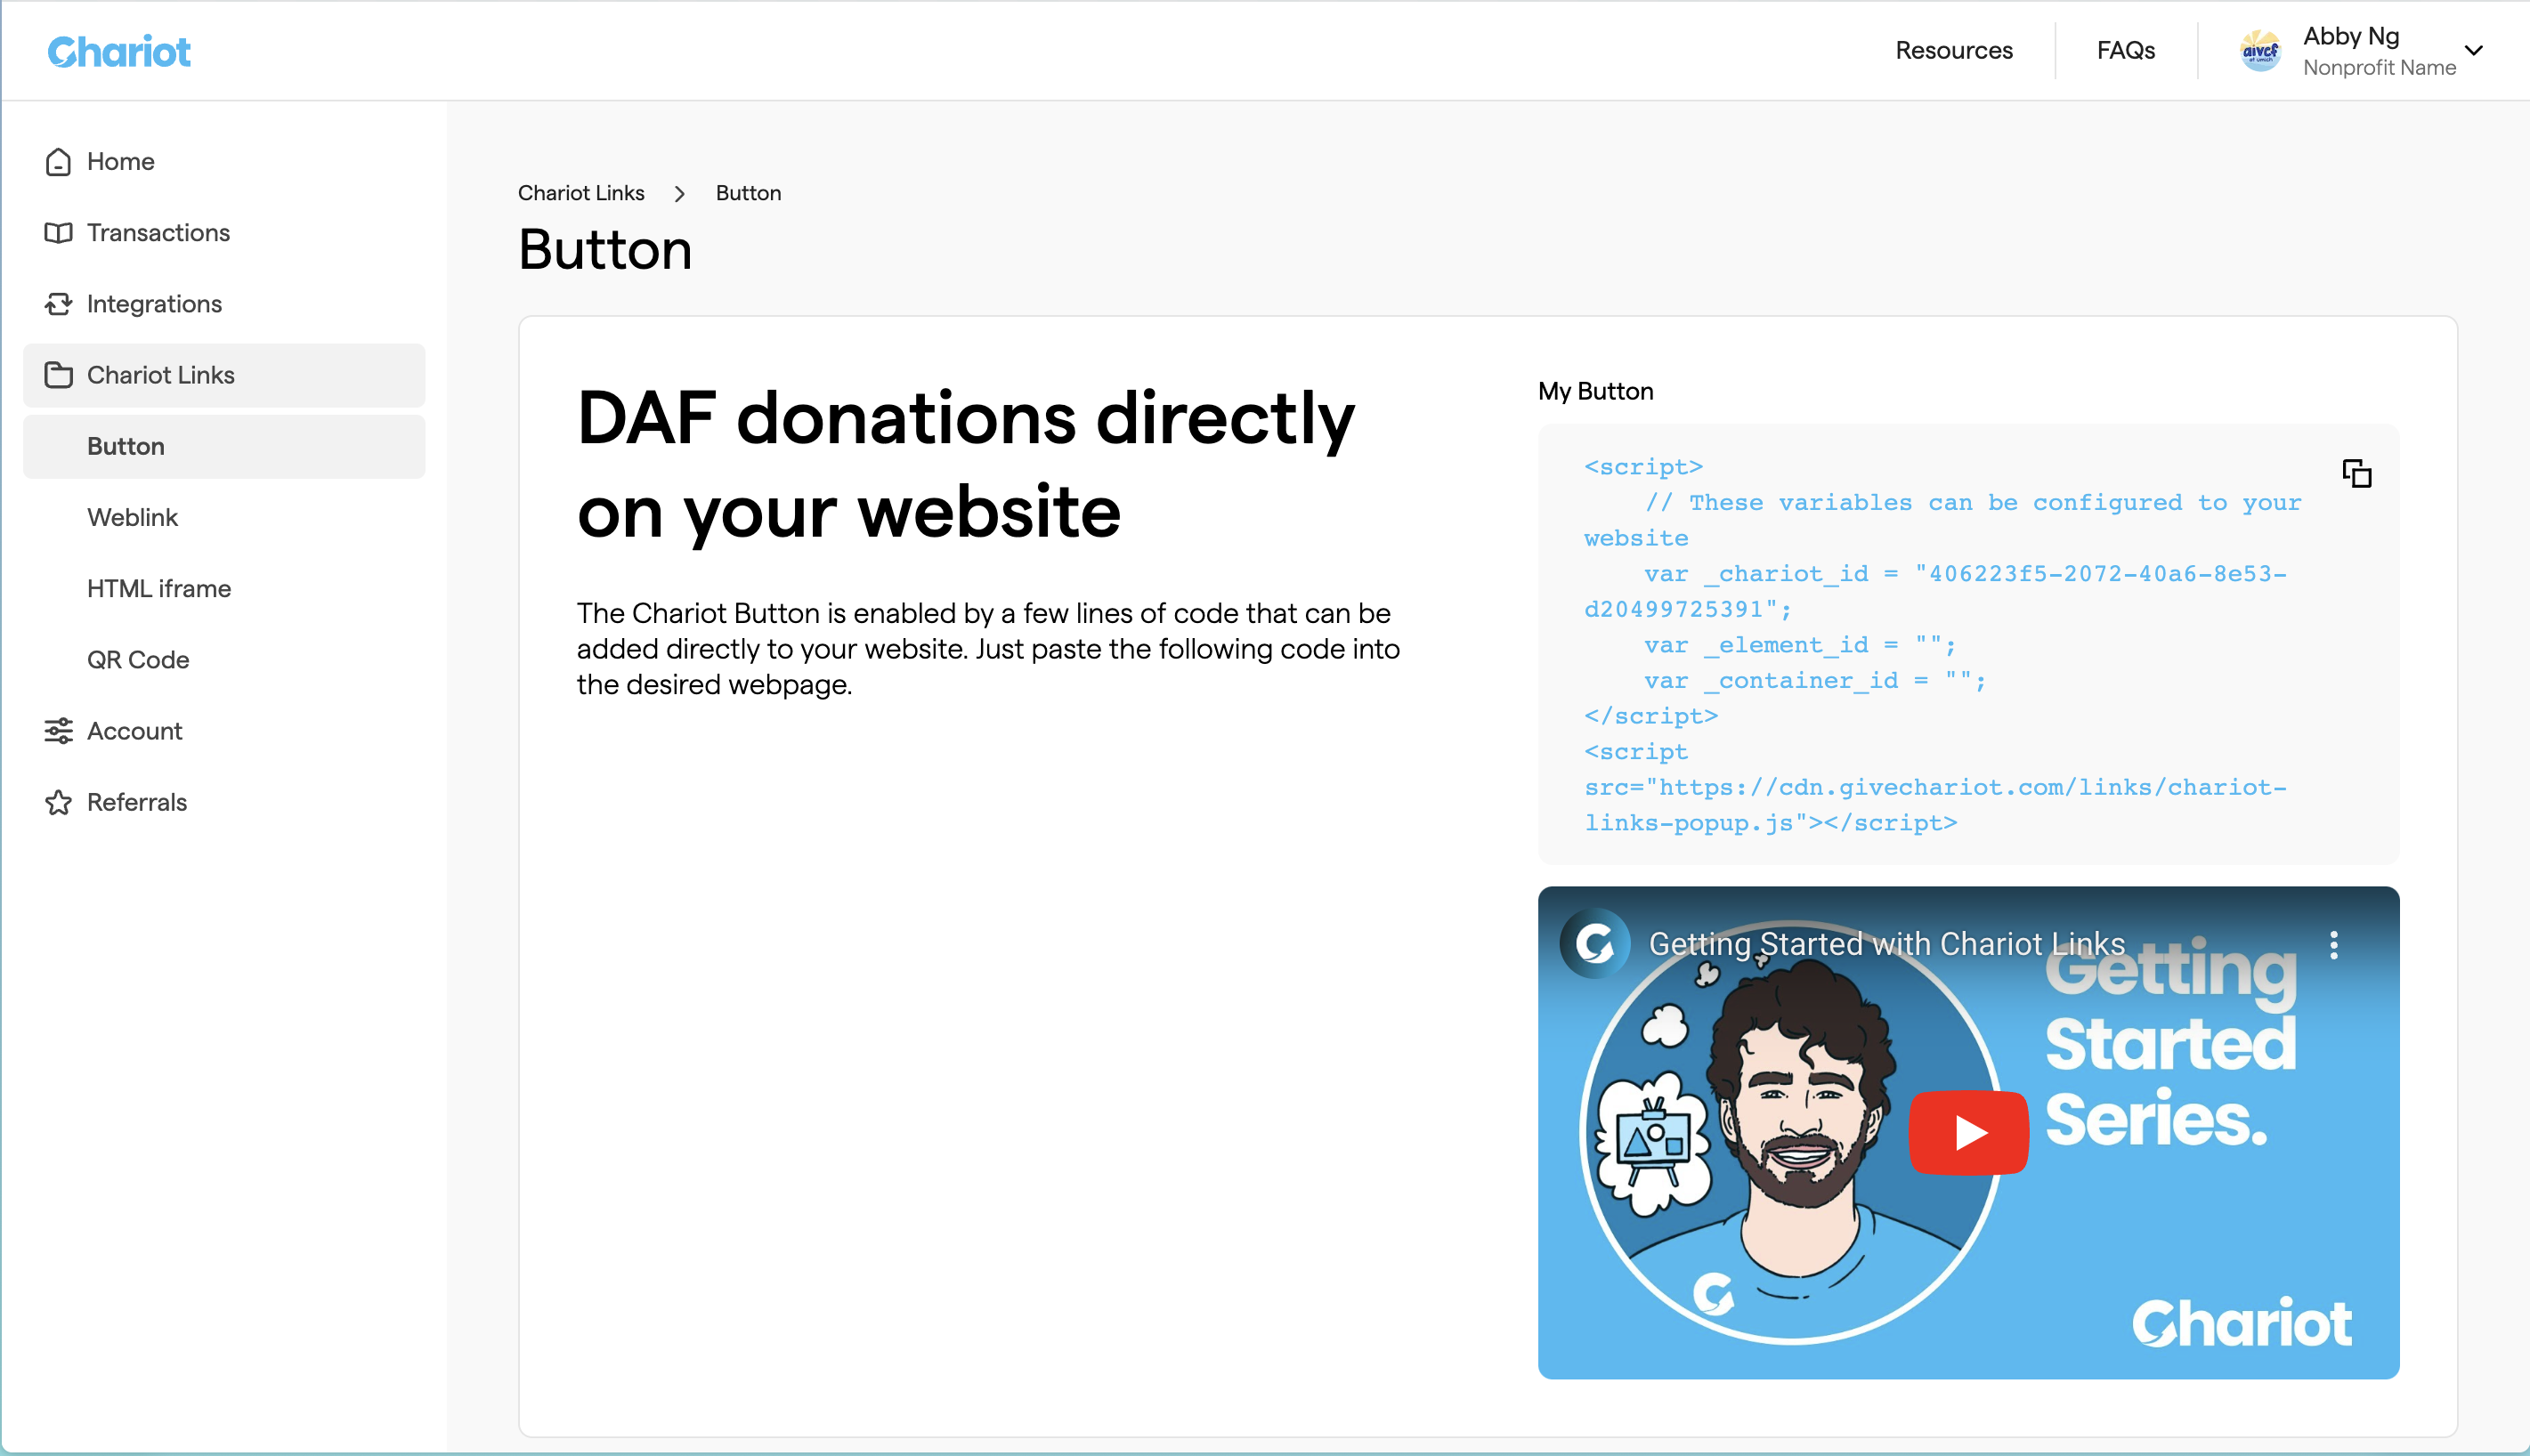 Chariot
Resources
FAQs
aivcf
Abby Ng
Nonprofit Name
Home
Transactions
Integrations
Chariot Links
Button
Weblink
HTML iframe
QR Code
Account
Referrals
Chariot Links > Button
Button
DAF donations directly
on your website
The Chariot Button is enabled by a few lines of code that can be
added directly to your website. Just paste the following code into
the desired webpage.
My Button
<script>
// These variables can be configured to your
website
var _chariot_id = "406223f5-2072-40a6-8e53-
d20499725391";
var _element_id = "";
var _container_id = "";
</script>
<script
src="https://cdn.givechariot.com/links/chariot-
links-popup.js"></script>
Getting Started with Chariot Links
Getting
Started
Series.
Chariot